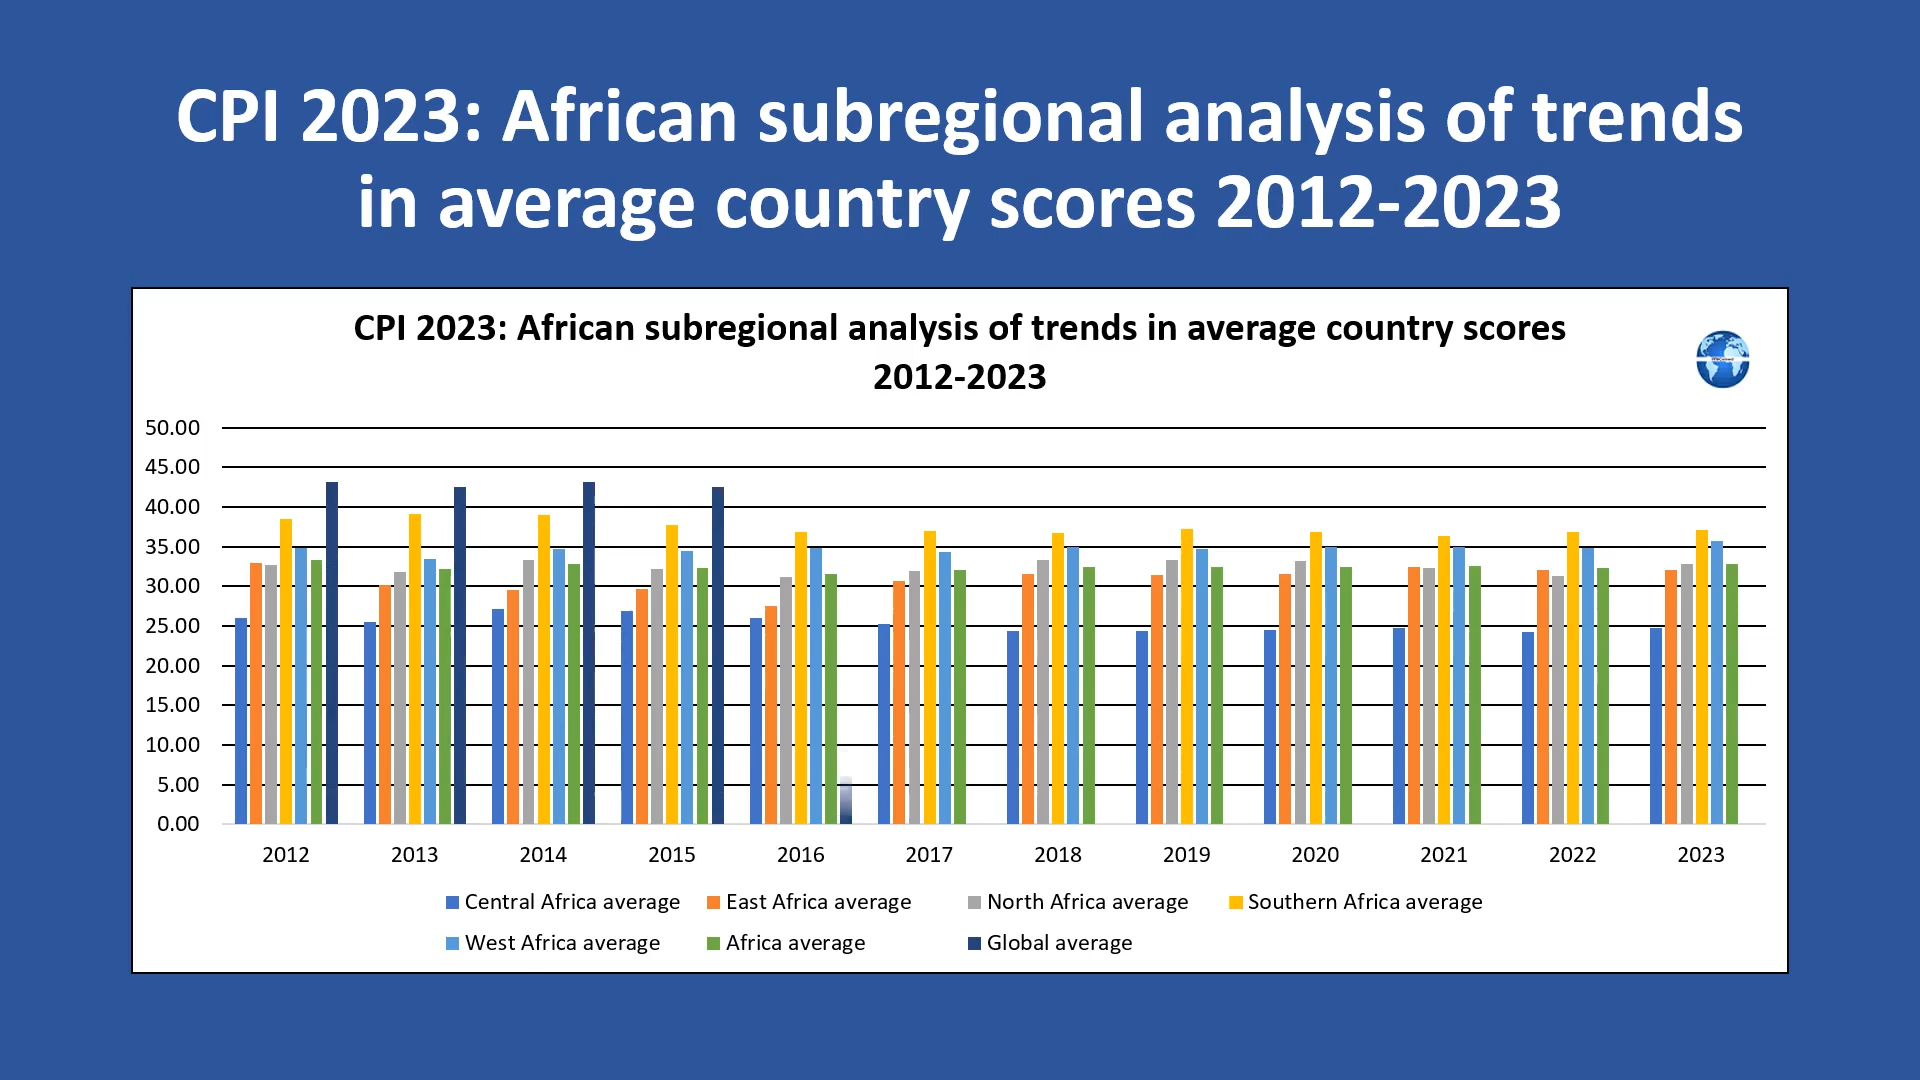 CPI 2023: African subregional analysis of trends
in average country scores 2012-2023
CPI 2023: African subregional analysis of trends in average country scores
2012-2023
50.00
45.00
40.00
35.00
30.00
25.00
20.00
15.00
10.00
5.00
0.00
2012 2013 2014 2015 2016 2017 2018 2019 2020 2021 2022 2023
Central Africa average East Africa average North Africa average Southern Africa average
West Africa average Africa average Global average